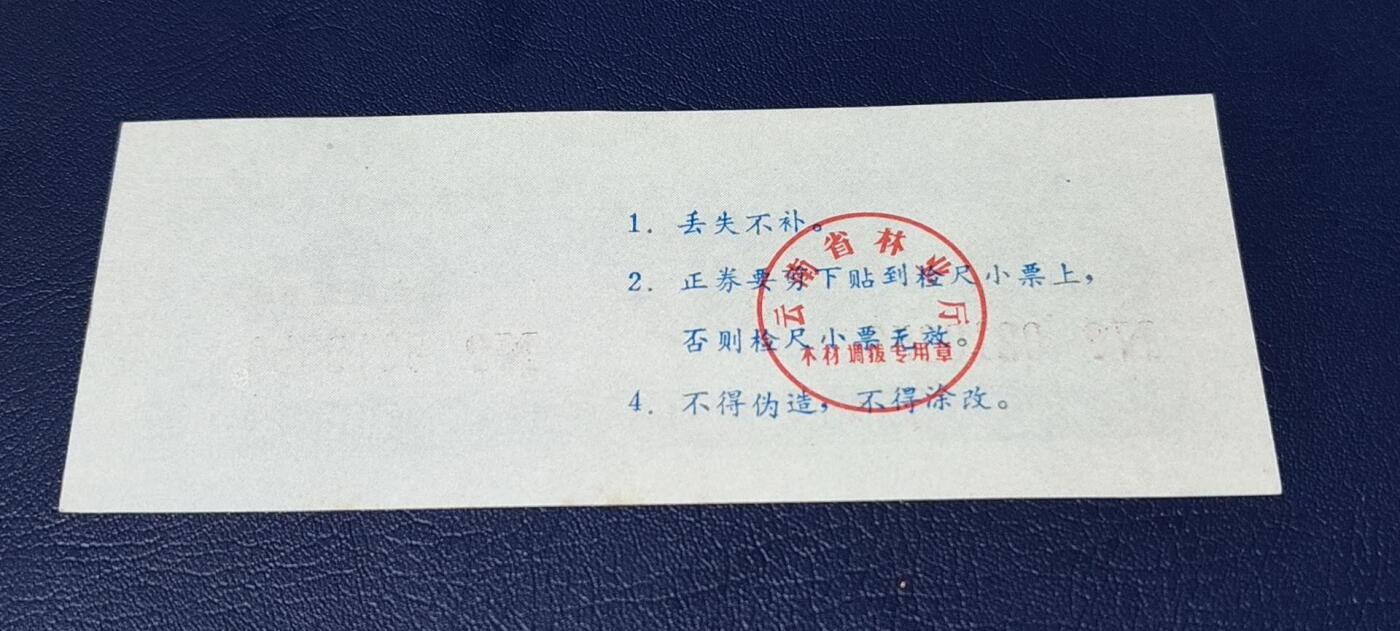 1. 丢失不补。
2. 正券要剪下贴到检尺小票上，
否则检尺小票无效。
4. 不得伪造，不得涂改。
云南省林业厅
木材调拨专用章